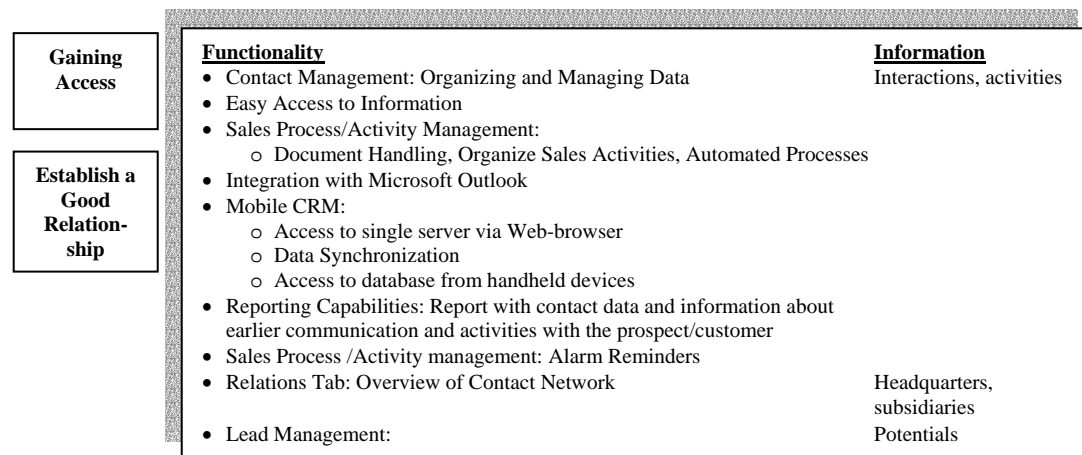 Gaining
Access
Establish a
Good
Relation-
ship
Functionality Information
• Contact Management: Organizing and Managing Data Interactions, activities
• Easy Access to Information
• Sales Process/Activity Management:
o Document Handling, Organize Sales Activities, Automated Processes
• Integration with Microsoft Outlook
• Mobile CRM:
o Access to single server via Web-browser
o Data Synchronization
o Access to database from handheld devices
• Reporting Capabilities: Report with contact data and information about
earlier communication and activities with the prospect/customer
• Sales Process /Activity management: Alarm Reminders
• Relations Tab: Overview of Contact Network Headquarters,
subsidiaries
• Lead Management: Potentials